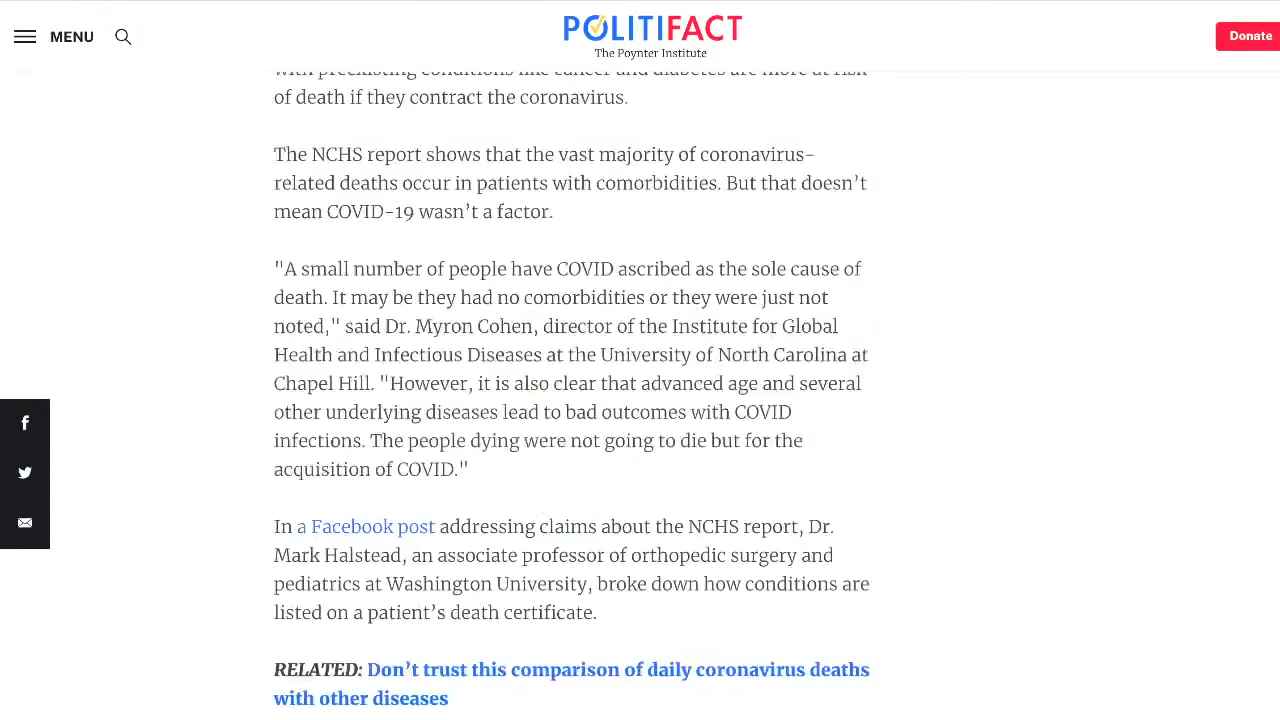 MENU
POLITIFACT
The Poynter Institute
Donate
with preexisting conditions like cancer and diabetes are more at risk
of death if they contract the coronavirus.
The NCHS report shows that the vast majority of coronavirus-
related deaths occur in patients with comorbidities. But that doesn’t
mean COVID-19 wasn’t a factor.
"A small number of people have COVID ascribed as the sole cause of
death. It may be they had no comorbidities or they were just not
noted," said Dr. Myron Cohen, director of the Institute for Global
Health and Infectious Diseases at the University of North Carolina at
Chapel Hill. "However, it is also clear that advanced age and several
other underlying diseases lead to bad outcomes with COVID
infections. The people dying were not going to die but for the
acquisition of COVID."
In a Facebook post addressing claims about the NCHS report, Dr.
Mark Halstead, an associate professor of orthopedic surgery and
pediatrics at Washington University, broke down how conditions are
listed on a patient’s death certificate.
RELATED: Don’t trust this comparison of daily coronavirus deaths
with other diseases